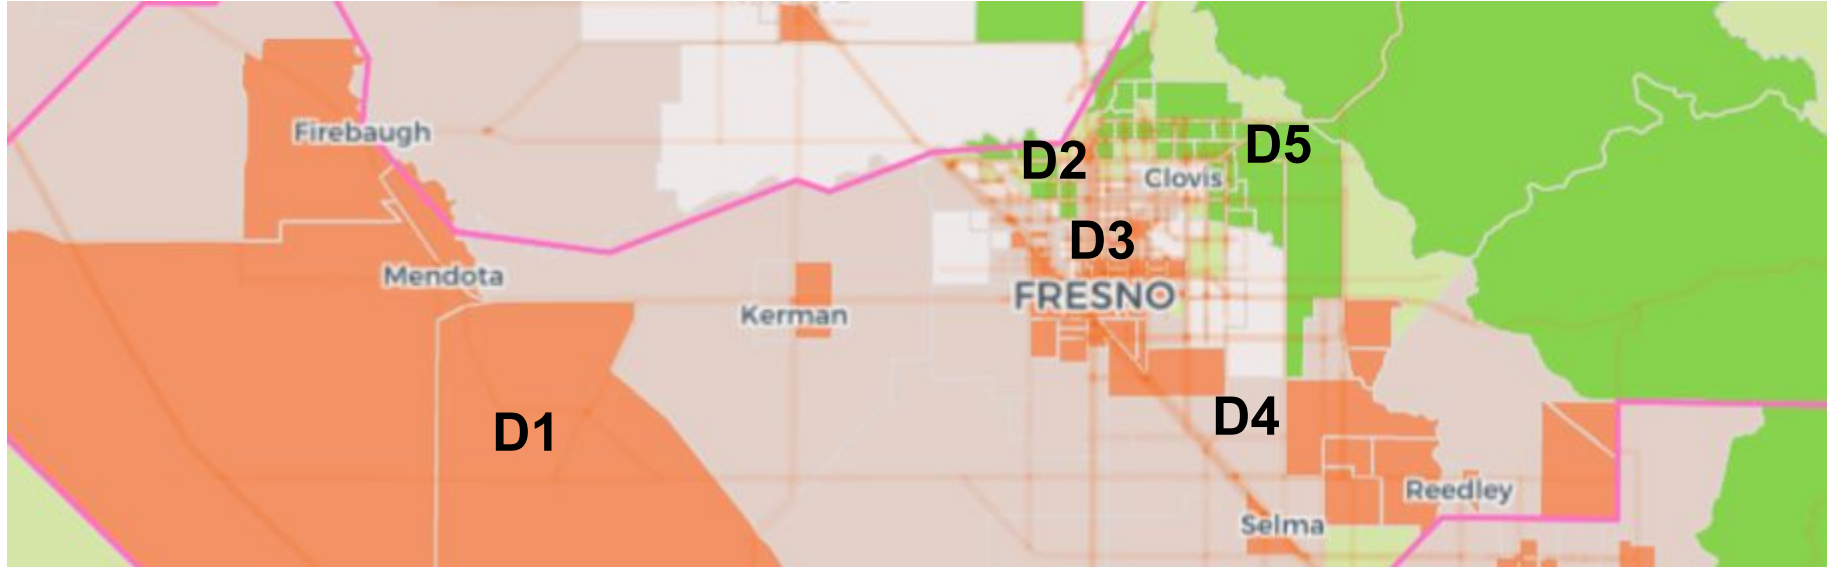 Firebaugh
D2
D5
Clovis
D3
Mendota
FRESNO
Kerman
D1
D4
Reedley
Selma